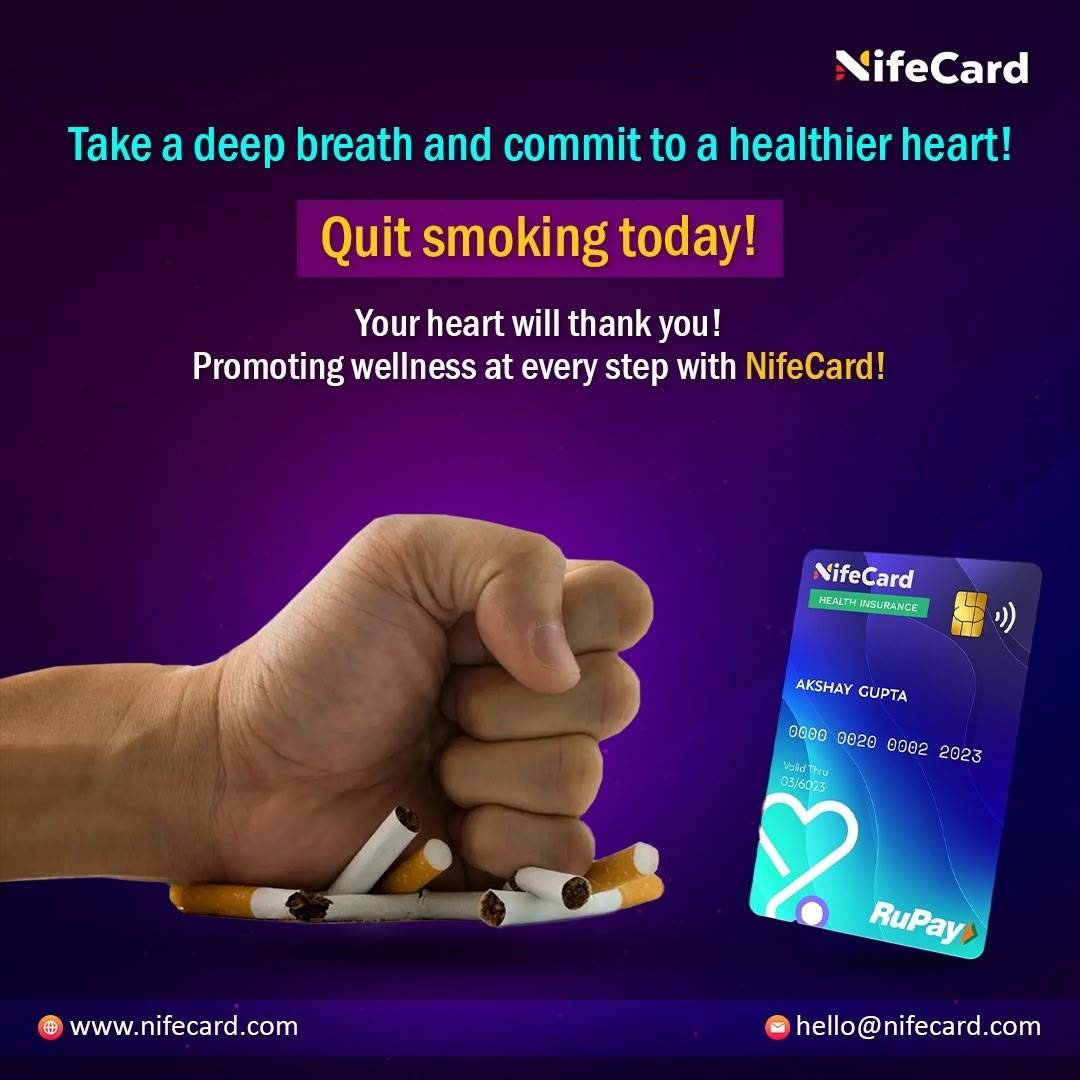 NifeCard
Take a deep breath and commit to a healthier heart!
Quit smoking today!
Your heart will thank you!
Promoting wellness at every step with NifeCard!
NifeCard
HEALTH INSURANCE
AKSHAY GUPTA
0000 0020 0002 2023
Valid Thru
03/6023
RuPay
www.nifecard.com
hello@nifecard.com